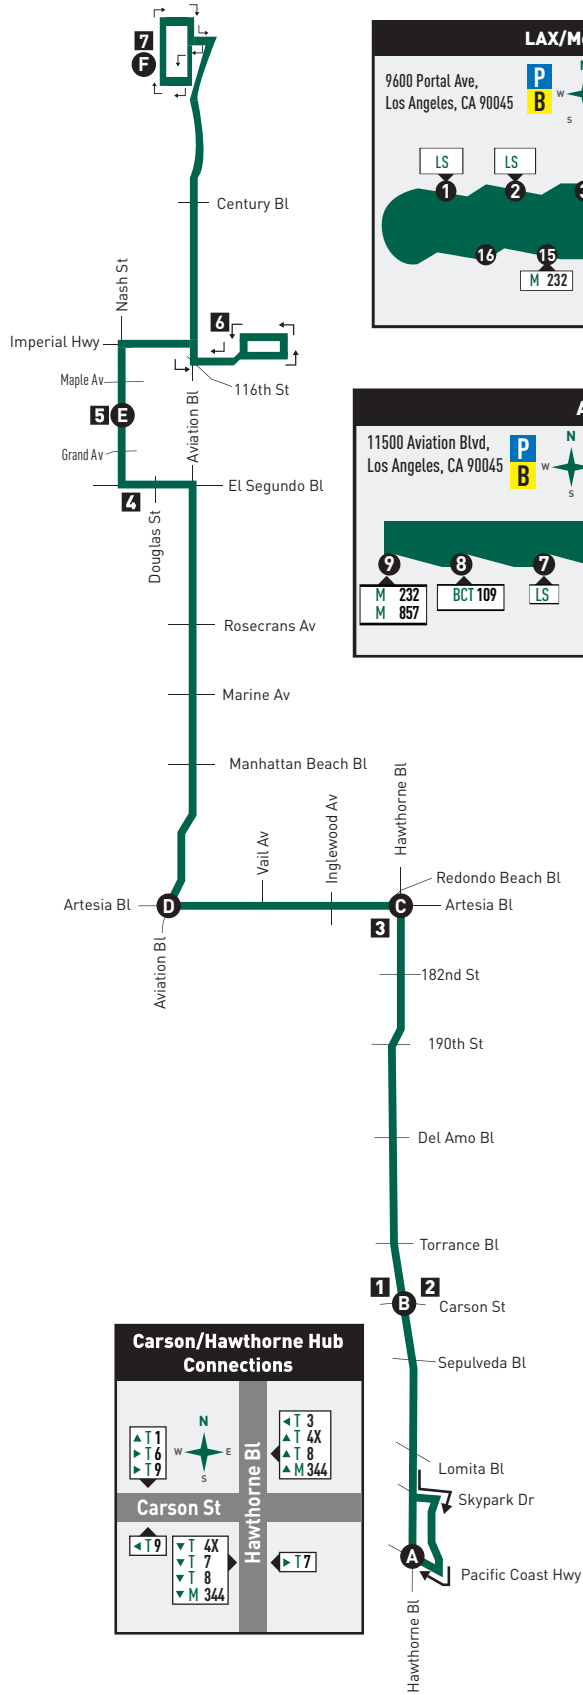 7
F
Century Bl
Nash St
Imperial Hwy
6
Maple Av
116th St
5 E
Aviation Bl
Grand Av
El Segundo Bl
4
Douglas St
Rosecrans Av
Marine Av
Manhattan Beach Bl
Hawthorne Bl
Inglewood Av
Vail Av
Redondo Beach Bl
Artesia Bl
D
C
Artesia Bl
3
Aviation Bl
182nd St
190th St
Del Amo Bl
Torrance Bl
1
2
B
Carson St
Sepulveda Bl
Lomita Bl
Skypark Dr
A
Pacific Coast Hwy
Hawthorne Bl
LAX/M
9600 Portal Ave,
Los Angeles, CA 90045
P
B
W
S
LS
LS
1
2
16
15
M 232
11500 Aviation Blvd,
Los Angeles, CA 90045
P
B
N
W
S
9
8
7
M 232
M 857
BCT 109
LS
Carson/Hawthorne Hub
Connections
▲ T 1
▶ T 6
▶ T 9
N
W
E
S
◀ T 3
▲ T 4X
▲ T 8
▲ M 344
Carson St
Hawthorne Bl
◀ T 9
▼ T 4X
▼ T 7
▼ T 8
▼ M 344
▶ T 7